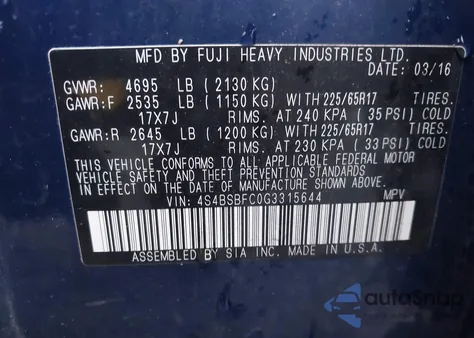 MFD BY FUJI HEAVY INDUSTRIES LTD.
DATE: 03/16
GVWR: 4695 LB (2130 KG)
GAWR:F 2535 LB (1150 KG) WITH 225/65R17 TIRES.
17X7J RIMS. AT 240 KPA (35 PSI) COLD
GAWR:R 2645 LB (1200 KG) WITH 225/65R17 TIRES.
17X7J RIMS. AT 230 KPA (33 PSI) COLD
THIS VEHICLE CONFORMS TO ALL APPLICABLE FEDERAL MOTOR
VEHICLE SAFETY AND THEFT PREVENTION STANDARDS
IN EFFECT ON THE DATE OF MANUFACTURE SHOWN ABOVE.
VIN: 4S4BSBFC0G3315644 MPV
ASSEMBLED BY SIA INC. MADE IN U.S.A.
autoSnap